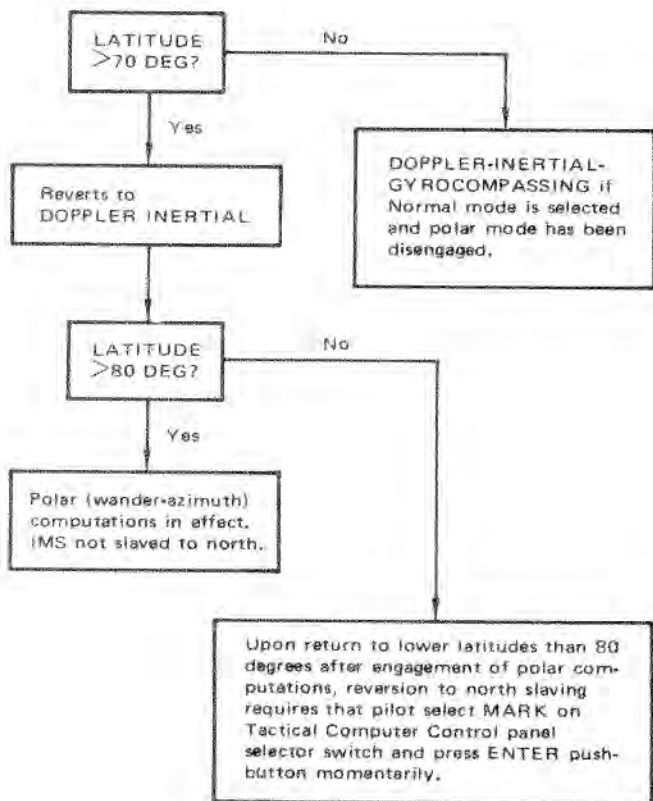 LATITUDE
>70 DEG?
No
Yes
Reverts to
DOPPLER INERTIAL
DOPPLER-INERTIAL-
GYROCOMPASSING if
Normal mode is selected
and polar mode has been
disengaged.
LATITUDE
>80 DEG?
No
Yes
Polar (wander-azimuth)
computations in effect.
IMS not slaved to north.
Upon return to lower latitudes than 80
degrees after engagement of polar com-
putations, reversion to north slaving
requires that pilot select MARK on
Tactical Computer Control panel
selector switch and press ENTER push-
button momentarily.